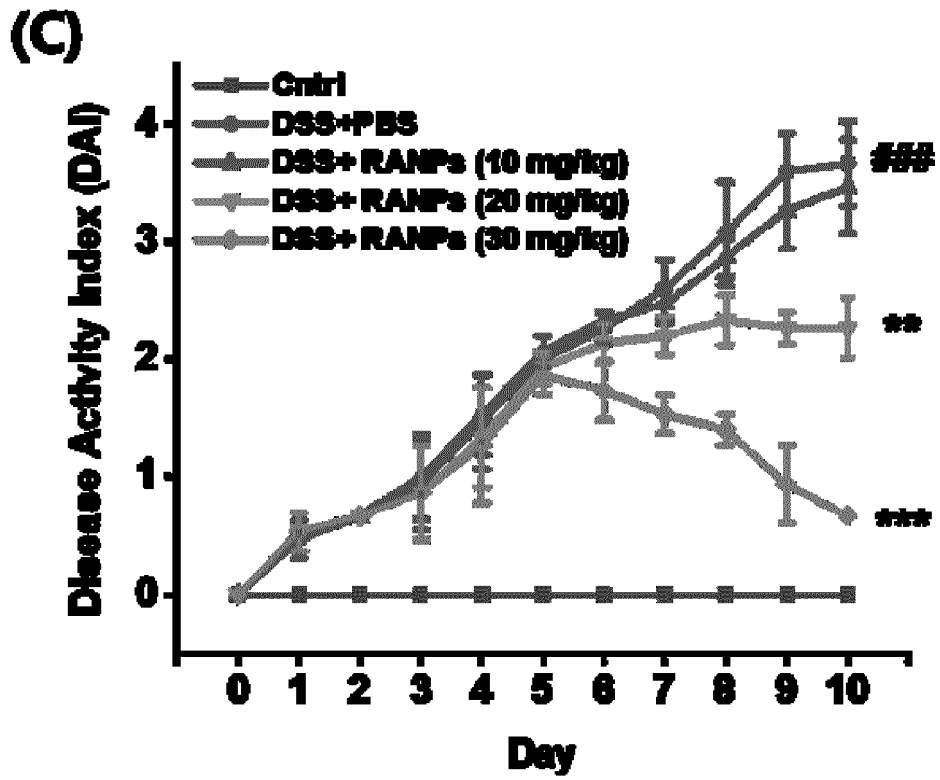 (C)
Cntrl
DSS+PBS
DSS+ RANPs (10 mg/kg)
DSS+ RANPs (20 mg/kg)
DSS+ RANPs (30 mg/kg)
Disease Activity Index (DAI)
4
3
2
1
0
###
**
***
0 1 2 3 4 5 6 7 8 9 10
Day